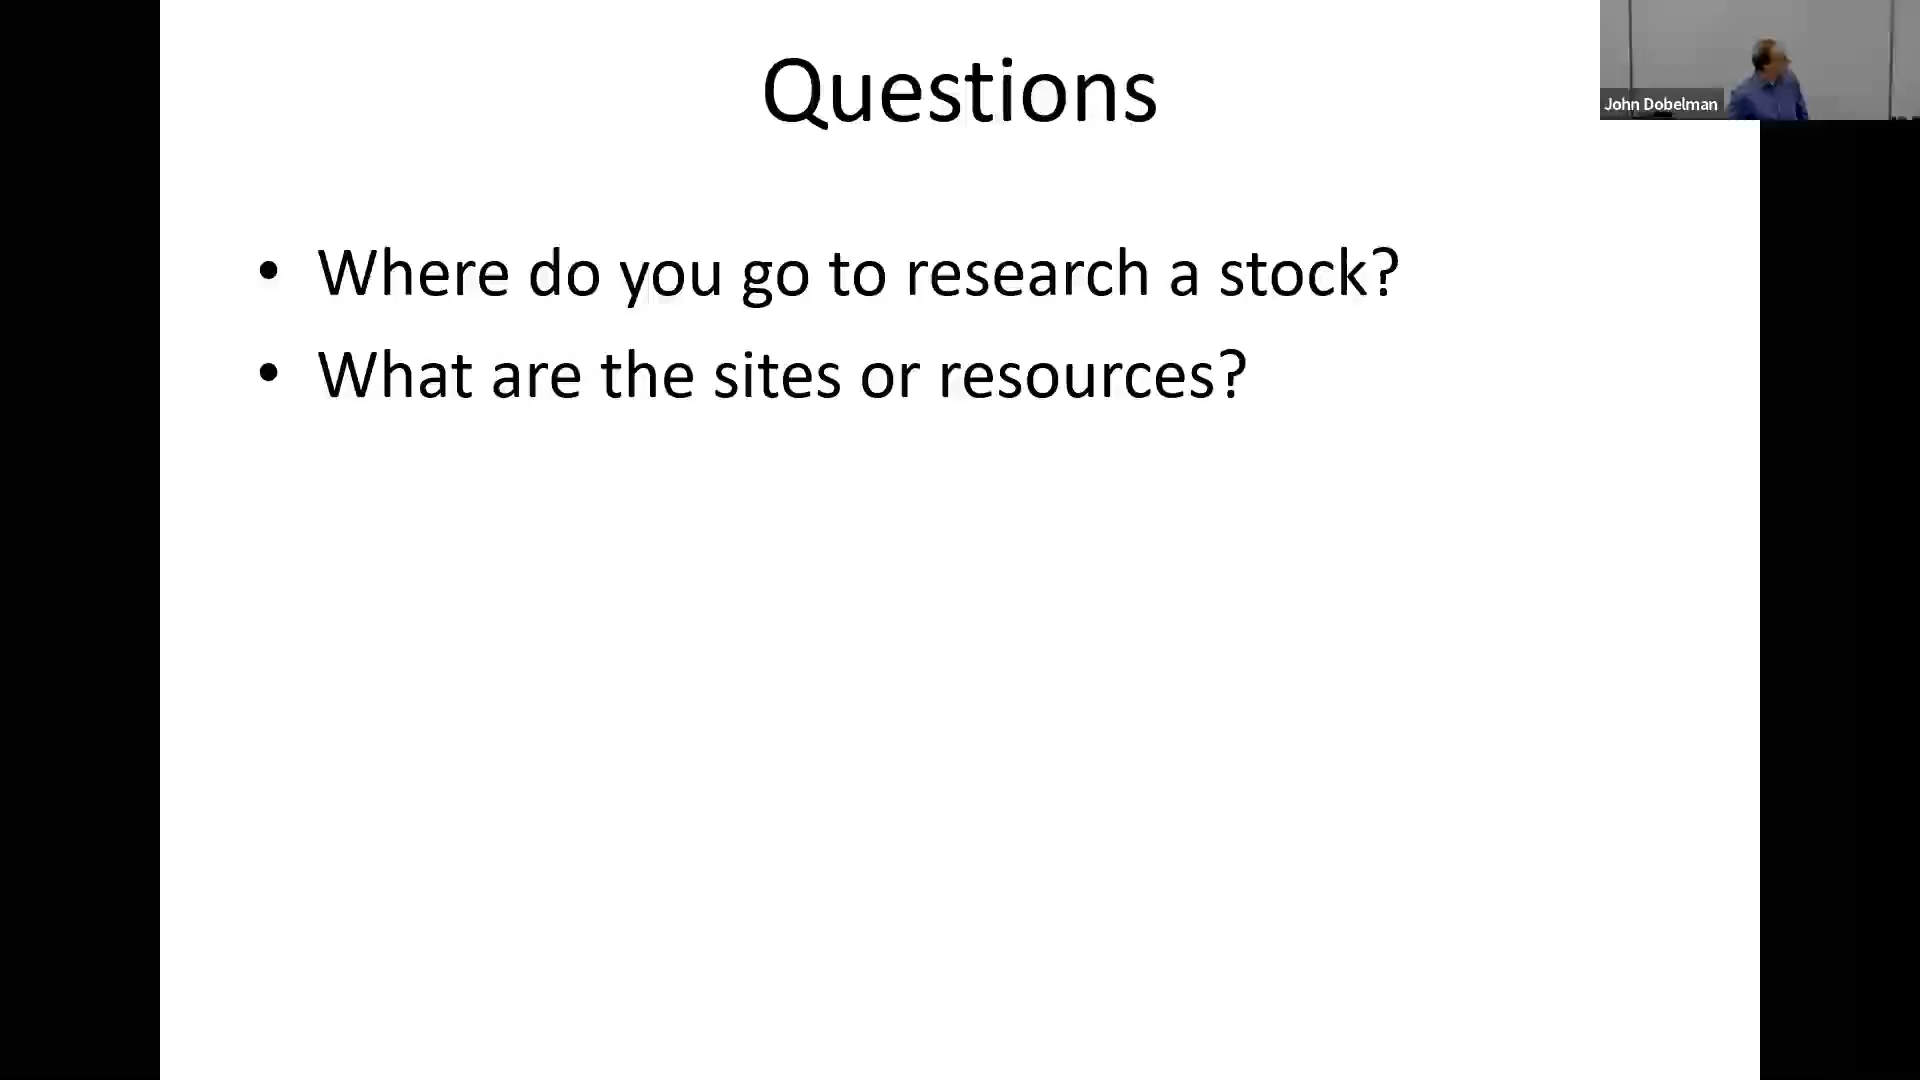 Questions
John Dobelman
• Where do you go to research a stock?
• What are the sites or resources?